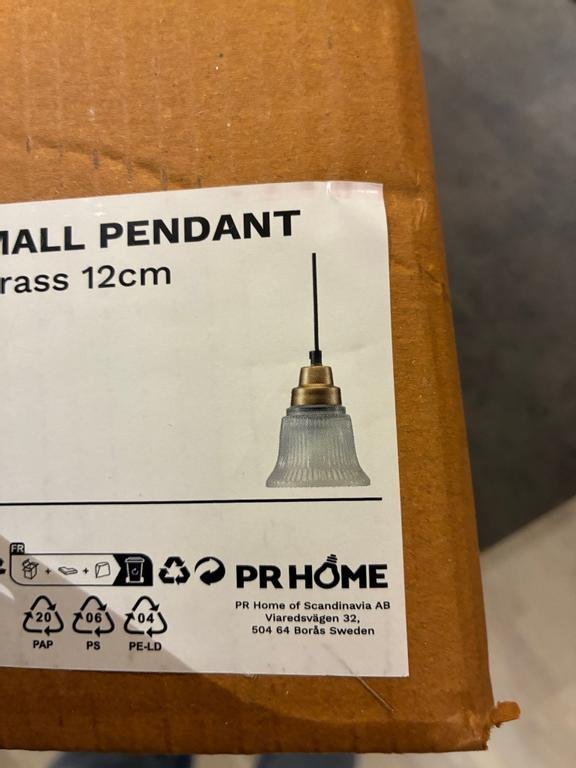 MALL PENDANT
rass 12cm
FR
PR HOME
PR Home of Scandinavia AB
Viaredsvägen 32,
504 64 Borås Sweden
20 06 04
PAP PS PE-LD